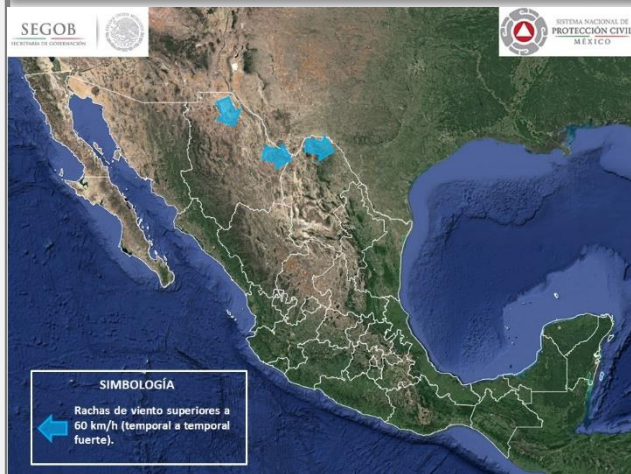 SEGOB
SECRETARÍA DE GOBERNACIÓN
SISTEMA NACIONAL DE
PROTECCIÓN CIVIL
MÉXICO
SIMBOLOGÍA
Rachas de viento superiores a
60 km/h (temporal a temporal
fuerte).